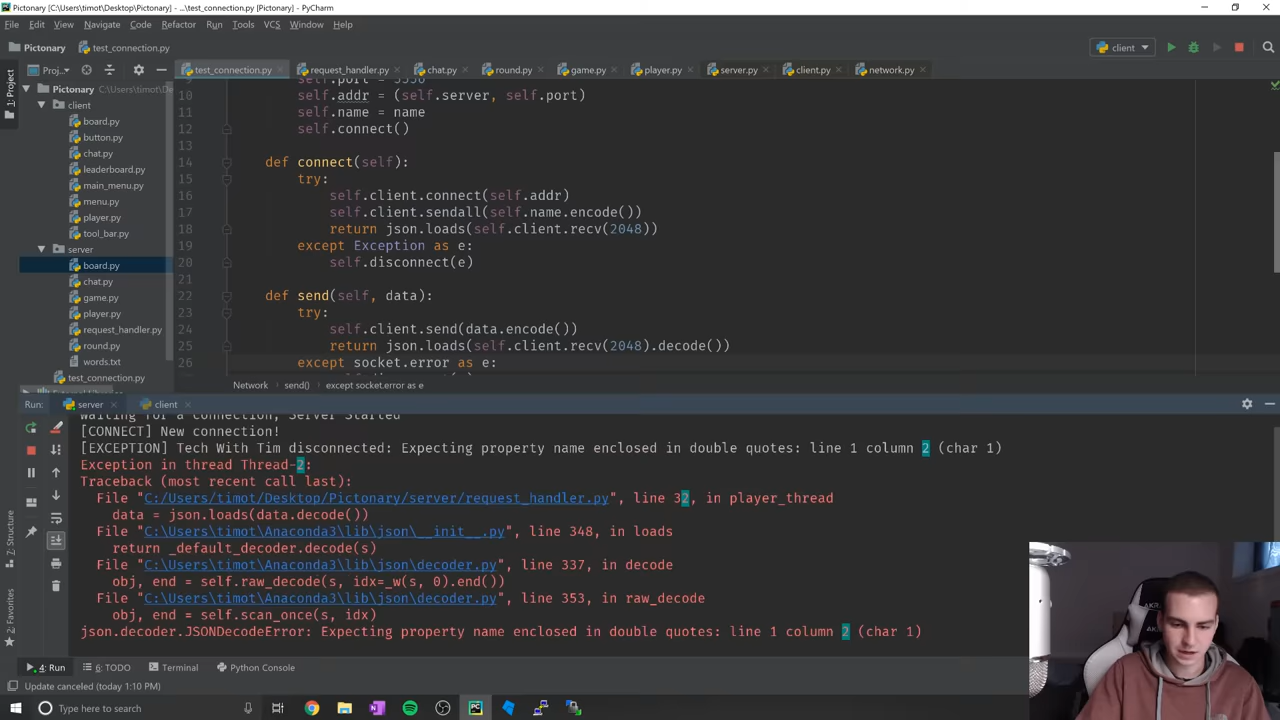 Pictonary [C:\Users\timot\Desktop\Pictonary] - ...\test_connection.py [Pictonary] - PyCharm
File Edit View Navigate Code Refactor Run Tools VCS Window Help
Pictonary test_connection.py client
1: Project
Proj... test_connection.py request_handler.py chat.py round.py game.py player.py server.py client.py network.py
Pictonary C:\Users\timot\D
client
board.py
button.py
chat.py
leaderboard.py
main_menu.py
menu.py
player.py
tool_bar.py
server
board.py
chat.py
game.py
player.py
request_handler.py
round.py
words.txt
test_connection.py
10 self.addr = (self.server, self.port)
11 self.name = name
12 self.connect()
13
14 def connect(self):
15 try:
16 self.client.connect(self.addr)
17 self.client.sendall(self.name.encode())
18 return json.loads(self.client.recv(2048))
19 except Exception as e:
20 self.disconnect(e)
21
22 def send(self, data):
23 try:
24 self.client.send(data.encode())
25 return json.loads(self.client.recv(2048).decode())
26 except socket.error as e:
Network send() except socket.error as e
Run: server client
Waiting for a connection, Server Started
[CONNECT] New connection!
[EXCEPTION] Tech With Tim disconnected: Expecting property name enclosed in double quotes: line 1 column 2 (char 1)
Exception in thread Thread-2:
Traceback (most recent call last):
File "C:/Users/timot/Desktop/Pictonary/server/request_handler.py", line 32, in player_thread
data = json.loads(data.decode())
File "C:\Users\timot\Anaconda3\lib\json\__init__.py", line 348, in loads
return _default_decoder.decode(s)
File "C:\Users\timot\Anaconda3\lib\json\decoder.py", line 337, in decode
obj, end = self.raw_decode(s, idx=_w(s, 0).end())
File "C:\Users\timot\Anaconda3\lib\json\decoder.py", line 353, in raw_decode
obj, end = self.scan_once(s, idx)
json.decoder.JSONDecodeError: Expecting property name enclosed in double quotes: line 1 column 2 (char 1)
7: Structure
2: Favorites
4: Run 6: TODO Terminal Python Console
Update canceled (today 1:10 PM)
Type here to search
AKR